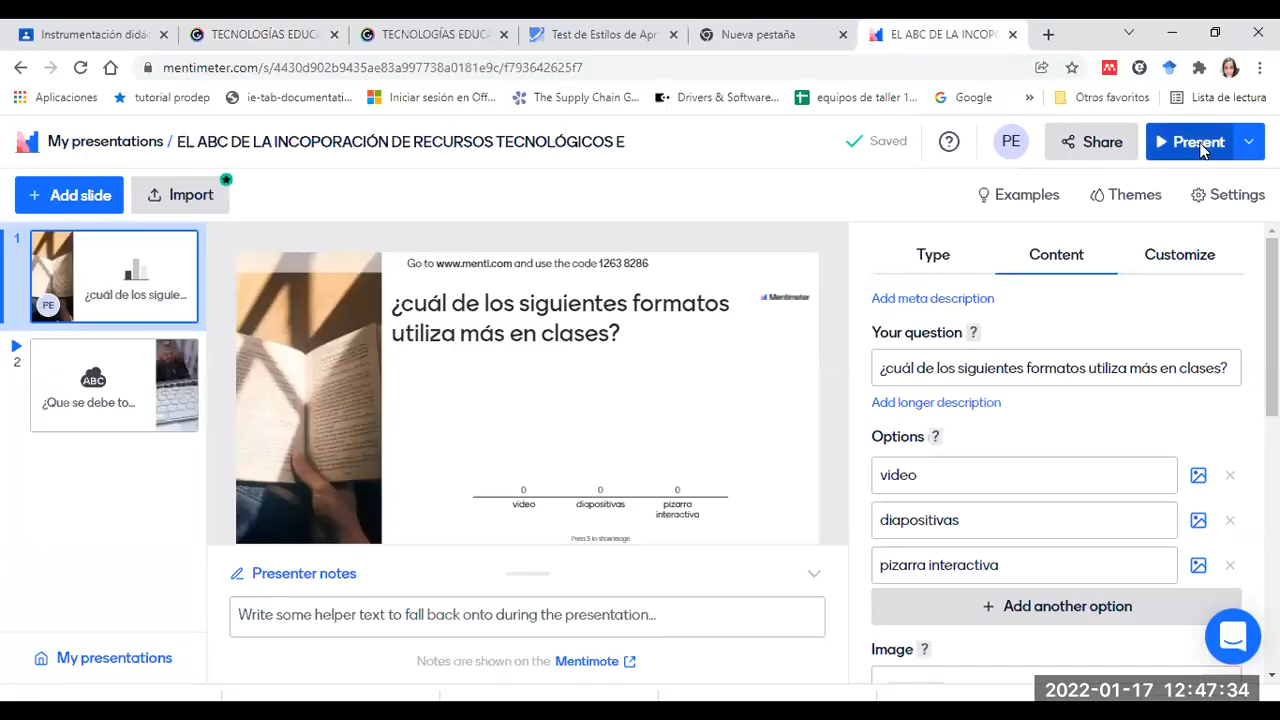 Instrumentación didá
TECNOLOGÍAS EDUC
TECNOLOGÍAS EDUCA
Test de Estilos de Apr
Nueva pestaña
EL ABC DE LA INCOPO
mentimeter.com/s/4430d902b9435ae83a997738a0181e9c/f793642625f7
Aplicaciones
tutorial prodep
ie-tab-documentati...
Iniciar sesión en Off...
The Supply Chain G...
Drivers & Software...
equipos de taller 1...
Google
»
Otros favoritos
Lista de lectura
My presentations / EL ABC DE LA INCOPORACIÓN DE RECURSOS TECNOLÓGICOS E
Saved
?
PE
Share
Present
+ Add slide
Import
Examples
Themes
Settings
1
PE
¿cuál de los siguie...
2
ABC
¿Que se debe to...
My presentations
Go to www.menti.com and use the code 1263 8286
¿cuál de los siguientes formatos
utiliza más en clases?
Mentimeter
0 0 0
video diapositivas pizarra
interactiva
Press S to show image
Presenter notes
Write some helper text to fall back onto during the presentation...
Notes are shown on the Mentimote
Type
Content
Customize
Add meta description
Your question ?
¿cuál de los siguientes formatos utiliza más en clases?
Add longer description
Options ?
video
diapositivas
pizarra interactiva
+ Add another option
Image ?
2022-01-17 12:47:34